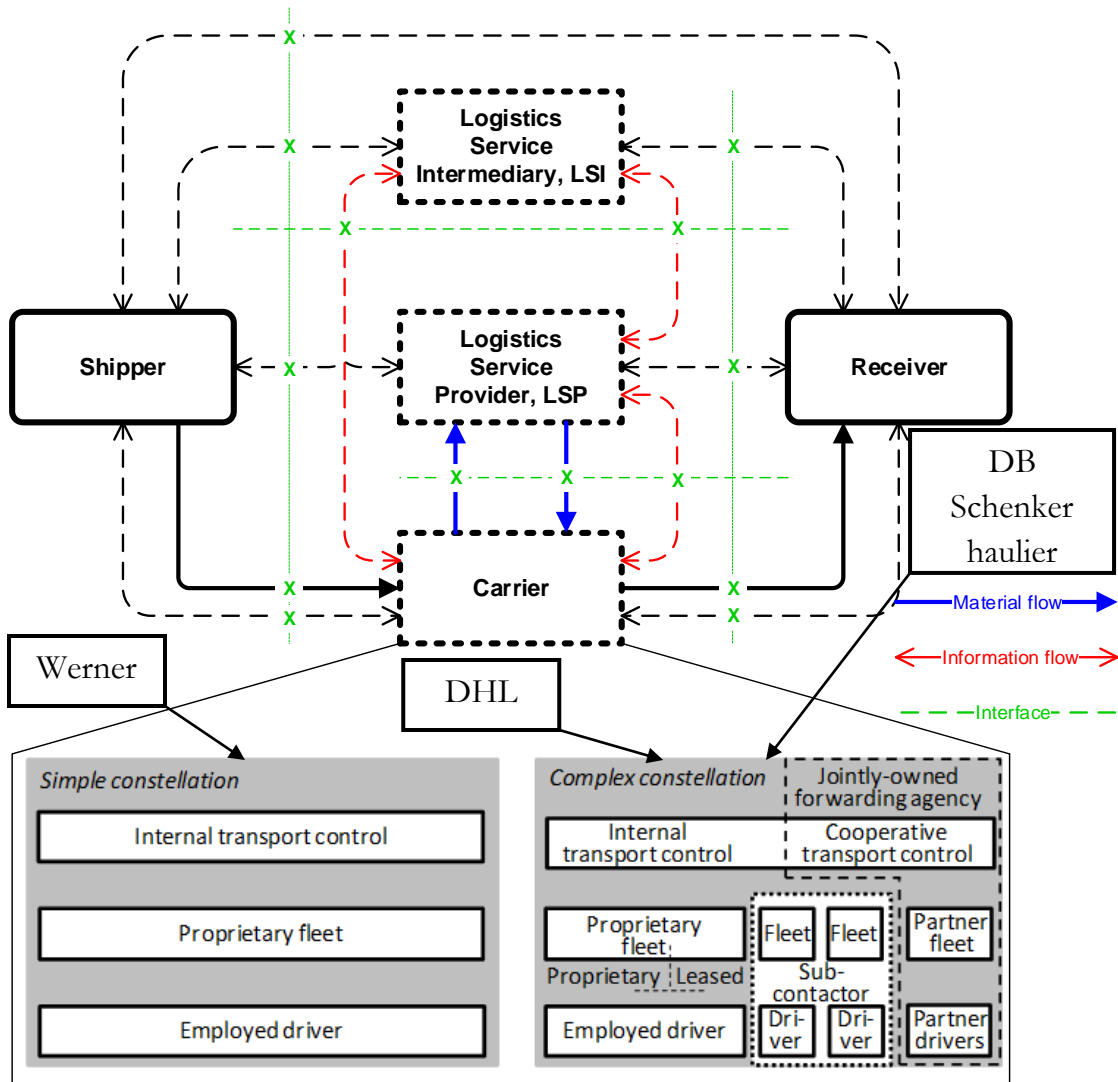 X
Logistics
Service
Intermediary, LSI
X
X
X
X
Shipper
Logistics
Service
Provider, LSP
Receiver
X
X
X
X
DB
Schenker
haulier
X
Carrier
X
X
X
Material flow
Werner
DHL
Information flow
Interface
Simple constellation
Internal transport control
Proprietary fleet
Employed driver
Complex constellation
Jointly-owned
forwarding agency
Internal
transport control
Cooperative
transport control
Proprietary
fleet
Fleet
Fleet
Partner
fleet
Proprietary
Leased
Sub-
contactor
Employed driver
Dri-
ver
Dri-
ver
Partner
drivers